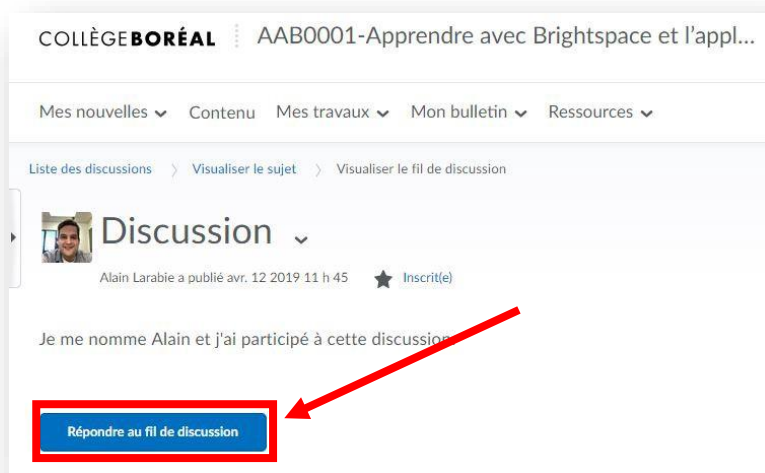 COLLÈGEBORÉAL AAB0001-Apprendre avec Brightspace et l'appl...
Mes nouvelles Contenu Mes travaux Mon bulletin Ressources
Liste des discussions > Visualiser le sujet > Visualiser le fil de discussion
Discussion
Alain Larabie a publié avr. 12 2019 11 h 45 Inscrit(e)
Je me nomme Alain et j'ai participé à cette discussion
Répondre au fil de discussion